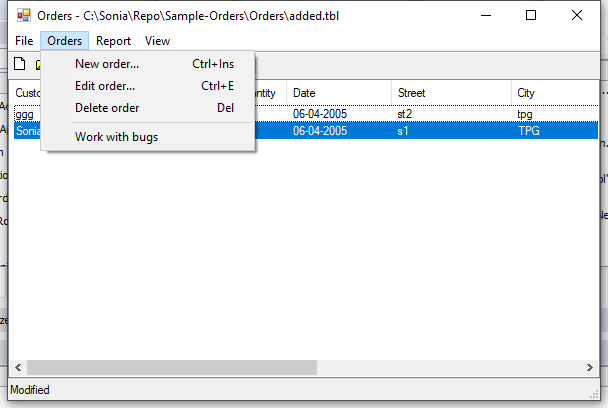 Orders - C:\Sonia\Repo\Sample-Orders\Orders\added.tbl
File Orders Report View
New order... Ctrl+Ins
Edit order... Ctrl+E
Delete order Del
Work with bugs
Date Street City
ggg 06-04-2005 st2 tpg
Sonia 06-04-2005 s1 TPG
Modified